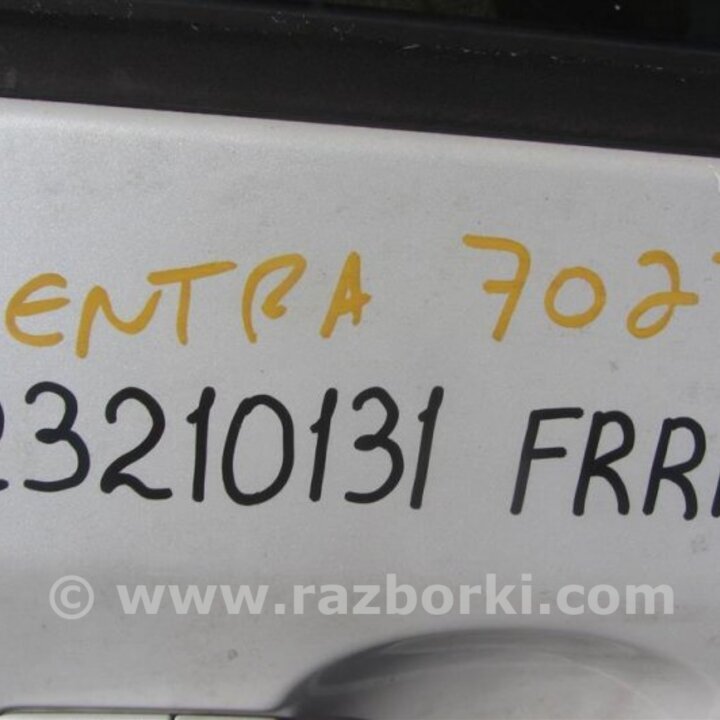 ENTRA 702
23210131 FRR
© www.razborki.com